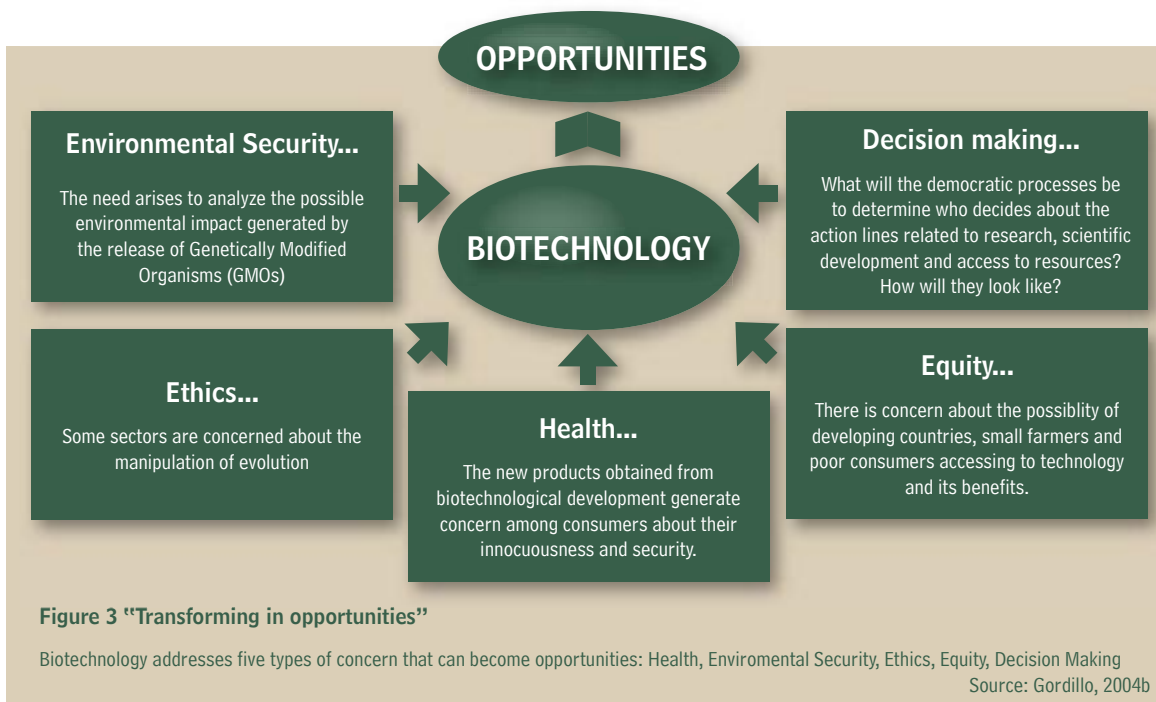 OPPORTUNITIES
Environmental Security...
The need arises to analyze the possible
environmental impact generated by
the release of Genetically Modified
Organisms (GMOs)
BIOTECHNOLOGY
Decision making...
What will the democratic processes be
to determine who decides about the
action lines related to research, scientific
development and access to resources?
How will they look like?
Ethics...
Some sectors are concerned about the
manipulation of evolution
Health...
The new products obtained from
biotechnological development generate
concern among consumers about their
innocuousness and security.
Equity...
There is concern about the possiblity of
developing countries, small farmers and
poor consumers accessing to technology
and its benefits.
Figure 3 “Transforming in opportunities”
Biotechnology addresses five types of concern that can become opportunities: Health, Enviromental Security, Ethics, Equity, Decision Making
Source: Gordillo, 2004b